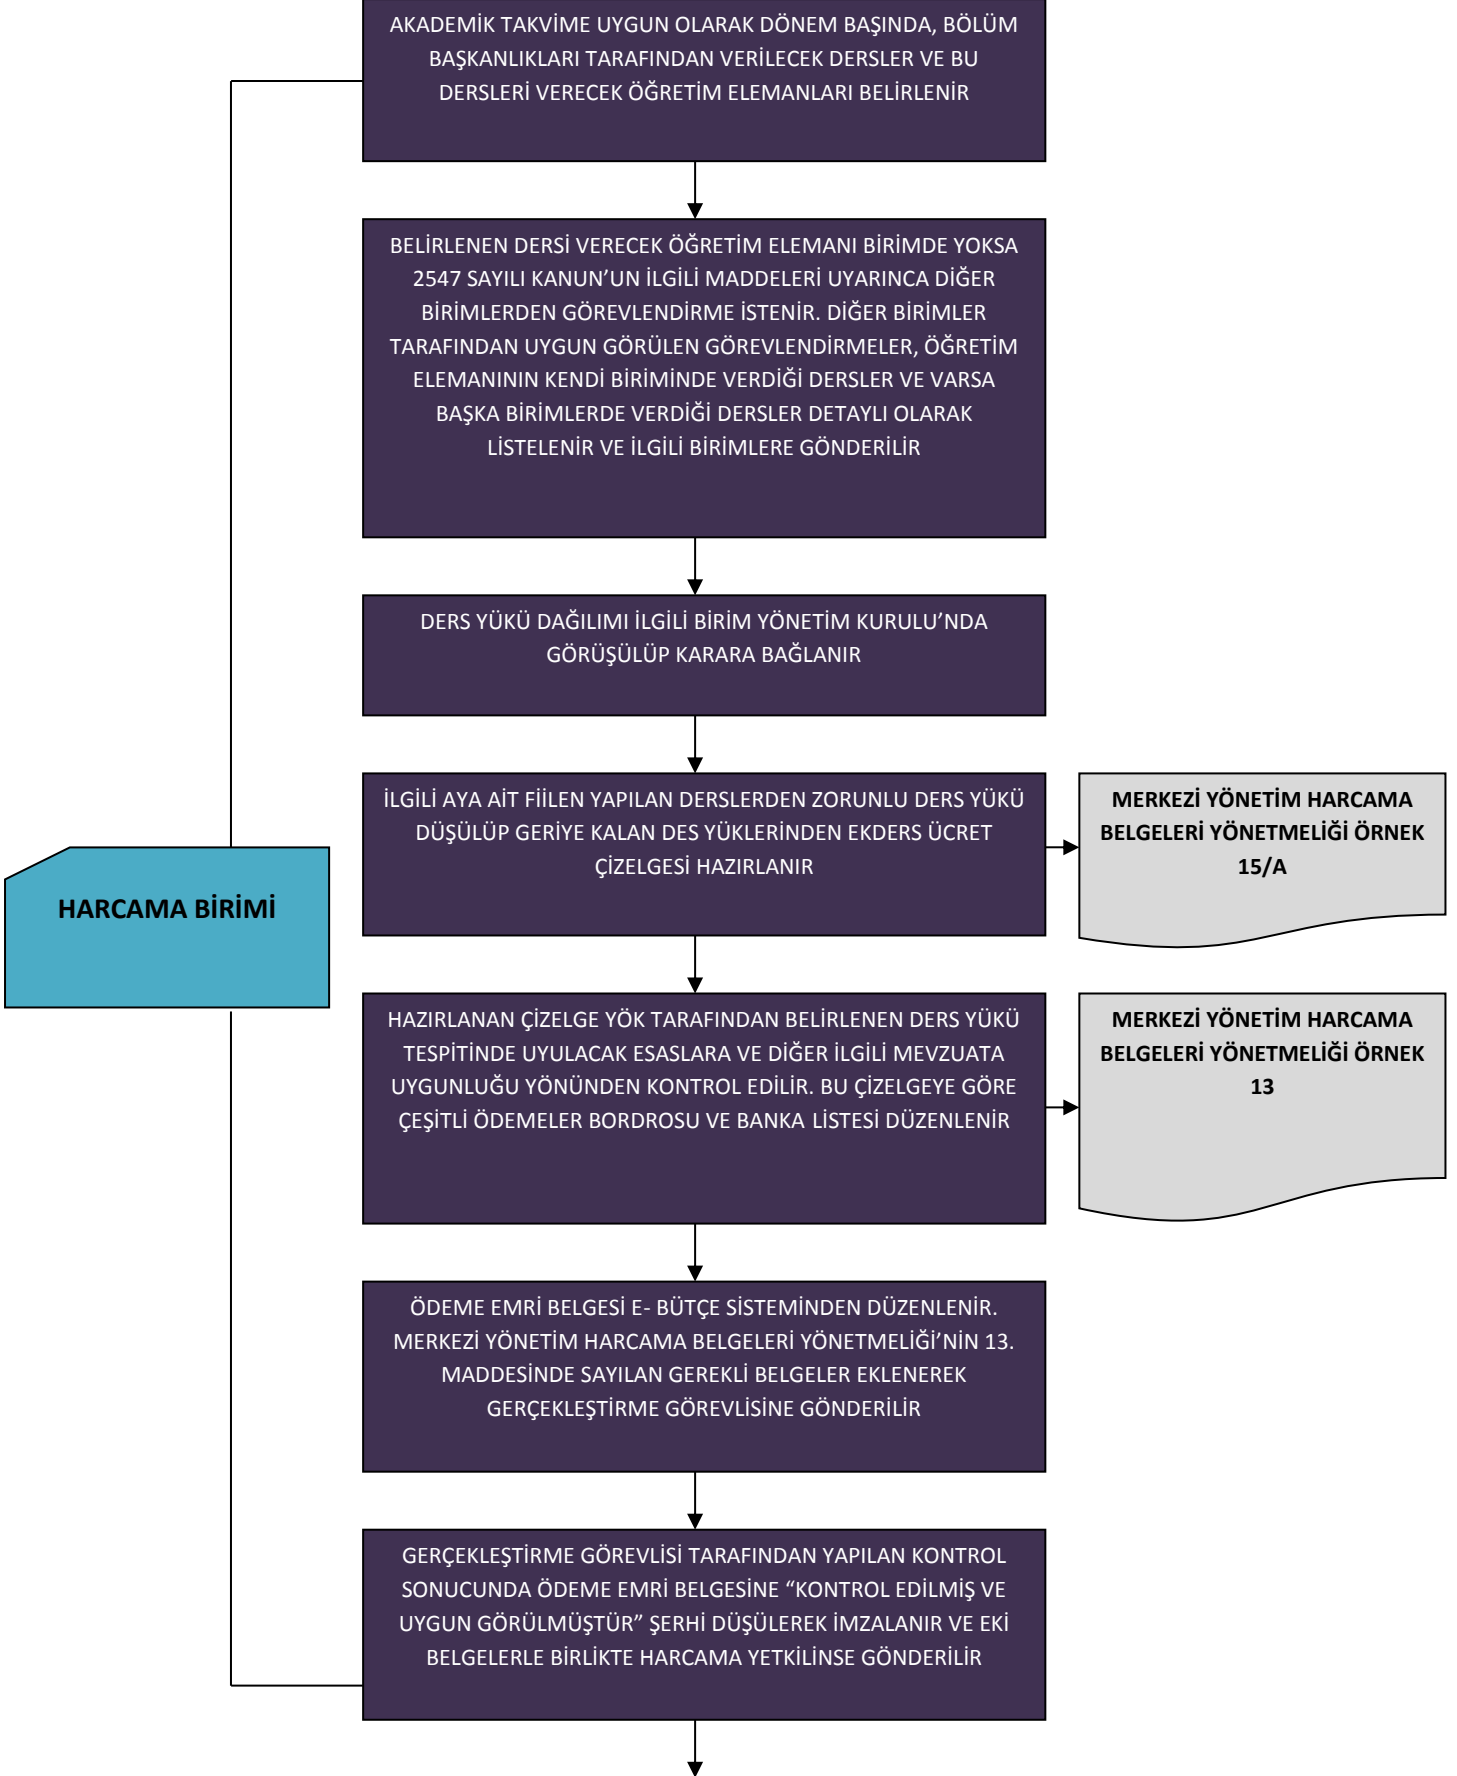 AKADEMİK TAKVİME UYGUN OLARAK DÖNEM BAŞINDA, BÖLÜM
BAŞKANLIKLARI TARAFINDAN VERİLECEK DERSLER VE BU
DERSLERİ VERECEK ÖĞRETİM ELEMANLARI BELİRLENİR
BELİRLENEN DERSİ VERECEK ÖĞRETİM ELEMANI BİRİMDE YOKSA
2547 SAYILI KANUN’UN İLGİLİ MADDELERİ UYARINCA DİĞER
BİRİMLERDEN GÖREVLENDİRME İSTENİR. DİĞER BİRİMLER
TARAFINDAN UYGUN GÖRÜLEN GÖREVLENDİRMELER, ÖĞRETİM
ELEMANININ KENDİ BİRİMİNDE VERDİĞİ DERSLER VE VARSA
BAŞKA BİRİMLERDE VERDİĞİ DERSLER DETAYLI OLARAK
LİSTELENİR VE İLGİLİ BİRİMLERE GÖNDERİLİR
DERS YÜKÜ DAĞILIMI İLGİLİ BİRİM YÖNETİM KURULU’NDA
GÖRÜŞÜLÜP KARARA BAĞLANIR
İLGİLİ AYA AİT FİİLEN YAPILAN DERSLERDEN ZORUNLU DERS YÜKÜ
DÜŞÜLÜP GERİYE KALAN DES YÜKLERİNDEN EKDERS ÜCRET
ÇİZELGESİ HAZIRLANIR
MERKEZİ YÖNETİM HARCAMA
BELGELERİ YÖNETMELİĞİ ÖRNEK
15/A
HARCAMA BİRİMİ
HAZIRLANAN ÇİZELGE YÖK TARAFINDAN BELİRLENEN DERS YÜKÜ
TESPİTİNDE UYULACAK ESASLARA VE DİĞER İLGİLİ MEVZUATA
UYGUNLUĞU YÖNÜNDEN KONTROL EDİLİR. BU ÇİZELGEYE GÖRE
ÇEŞİTLİ ÖDEMELER BORDROSU VE BANKA LİSTESİ DÜZENLENİR
MERKEZİ YÖNETİM HARCAMA
BELGELERİ YÖNETMELİĞİ ÖRNEK
13
ÖDEME EMRİ BELGESİ E- BÜTÇE SİSTEMİNDEN DÜZENLENİR.
MERKEZİ YÖNETİM HARCAMA BELGELERİ YÖNETMELİĞİ’NİN 13.
MADDESİNDE SAYILAN GEREKLİ BELGELER EKLENEREK
GERÇEKLEŞTİRME GÖREVLİSİNE GÖNDERİLİR
GERÇEKLEŞTİRME GÖREVLİSİ TARAFINDAN YAPILAN KONTROL
SONUCUNDA ÖDEME EMRİ BELGESİNE “KONTROL EDİLMİŞ VE
UYGUN GÖRÜLMÜŞTÜR” ŞERHİ DÜŞÜLEREK İMZALANIR VE EKİ
BELGELERLE BİRLİKTE HARCAMA YETKİLİNSE GÖNDERİLİR